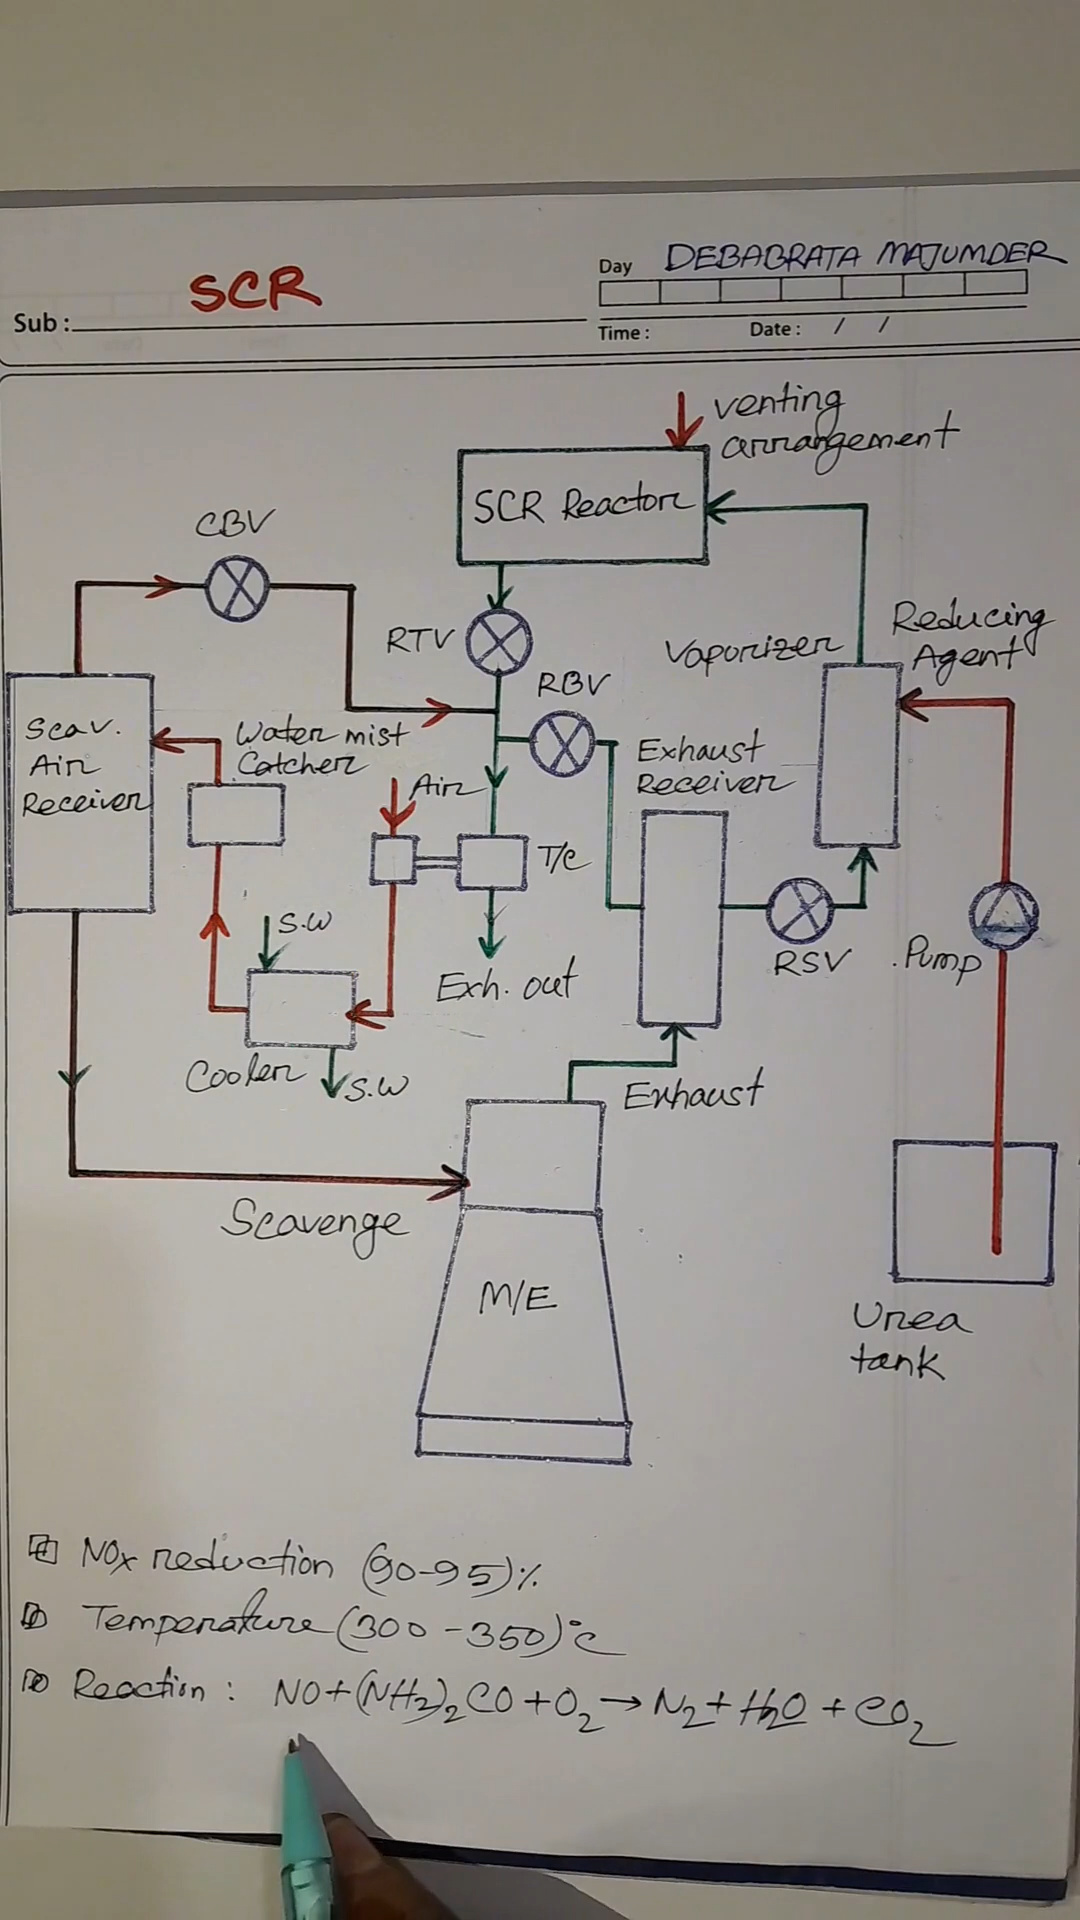 DEBABRATA MAJUMDER
Day
SCR
Sub :
Time :
Date : / /
venting
arrangement
SCR Reactor
CBV
RTV
Reducing
Agent
Vaporizer
RBV
Scav.
Air
Receiver
Water mist
Catcher
Exhaust
Receiver
Air
T/C
S.W
Exh. out
RSV
Pump
Cooler
S.W
Exhaust
Scavenge
M/E
Urea
tank
NOx reduction (90-95)%
Temperature (300-350)°C
Reaction : NO+(NH2)2CO+O2→N2+H2O+CO2